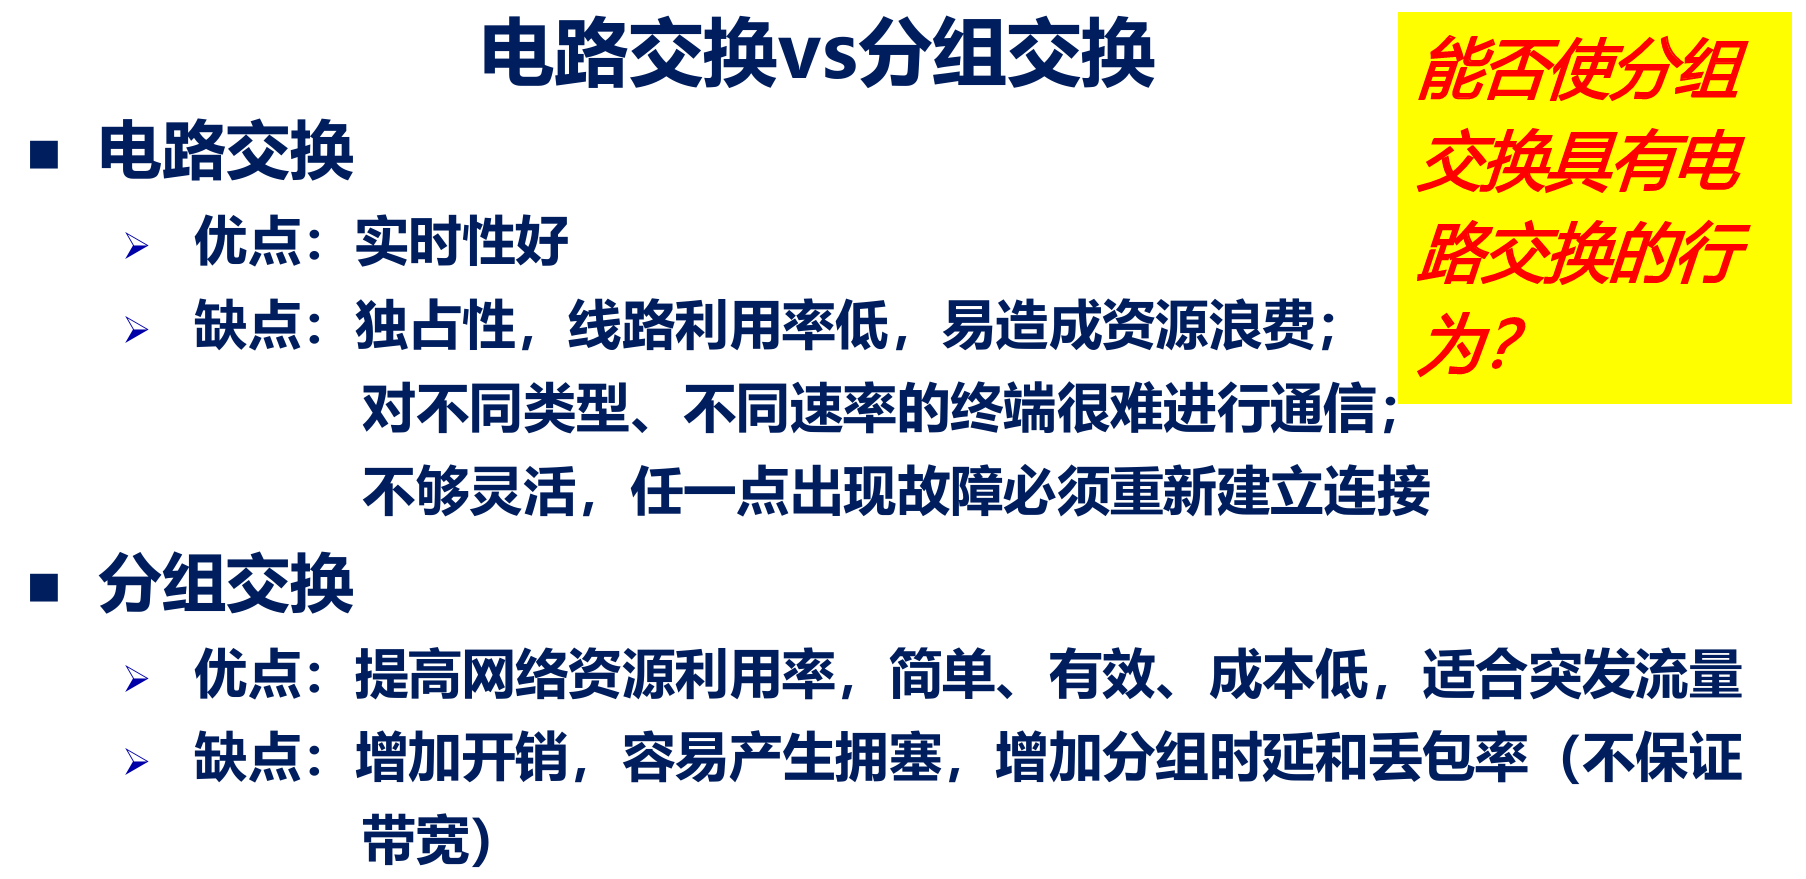 电路交换vs分组交换
能否使分组
交换具有电
路交换的行
为？
■ 电路交换
➢ 优点：实时性好
➢ 缺点：独占性，线路利用率低，易造成资源浪费；
对不同类型、不同速率的终端很难进行通信；
不够灵活，任一点出现故障必须重新建立连接
■ 分组交换
➢ 优点：提高网络资源利用率，简单、有效、成本低，适合突发流量
➢ 缺点：增加开销，容易产生拥塞，增加分组时延和丢包率（不保证
带宽）